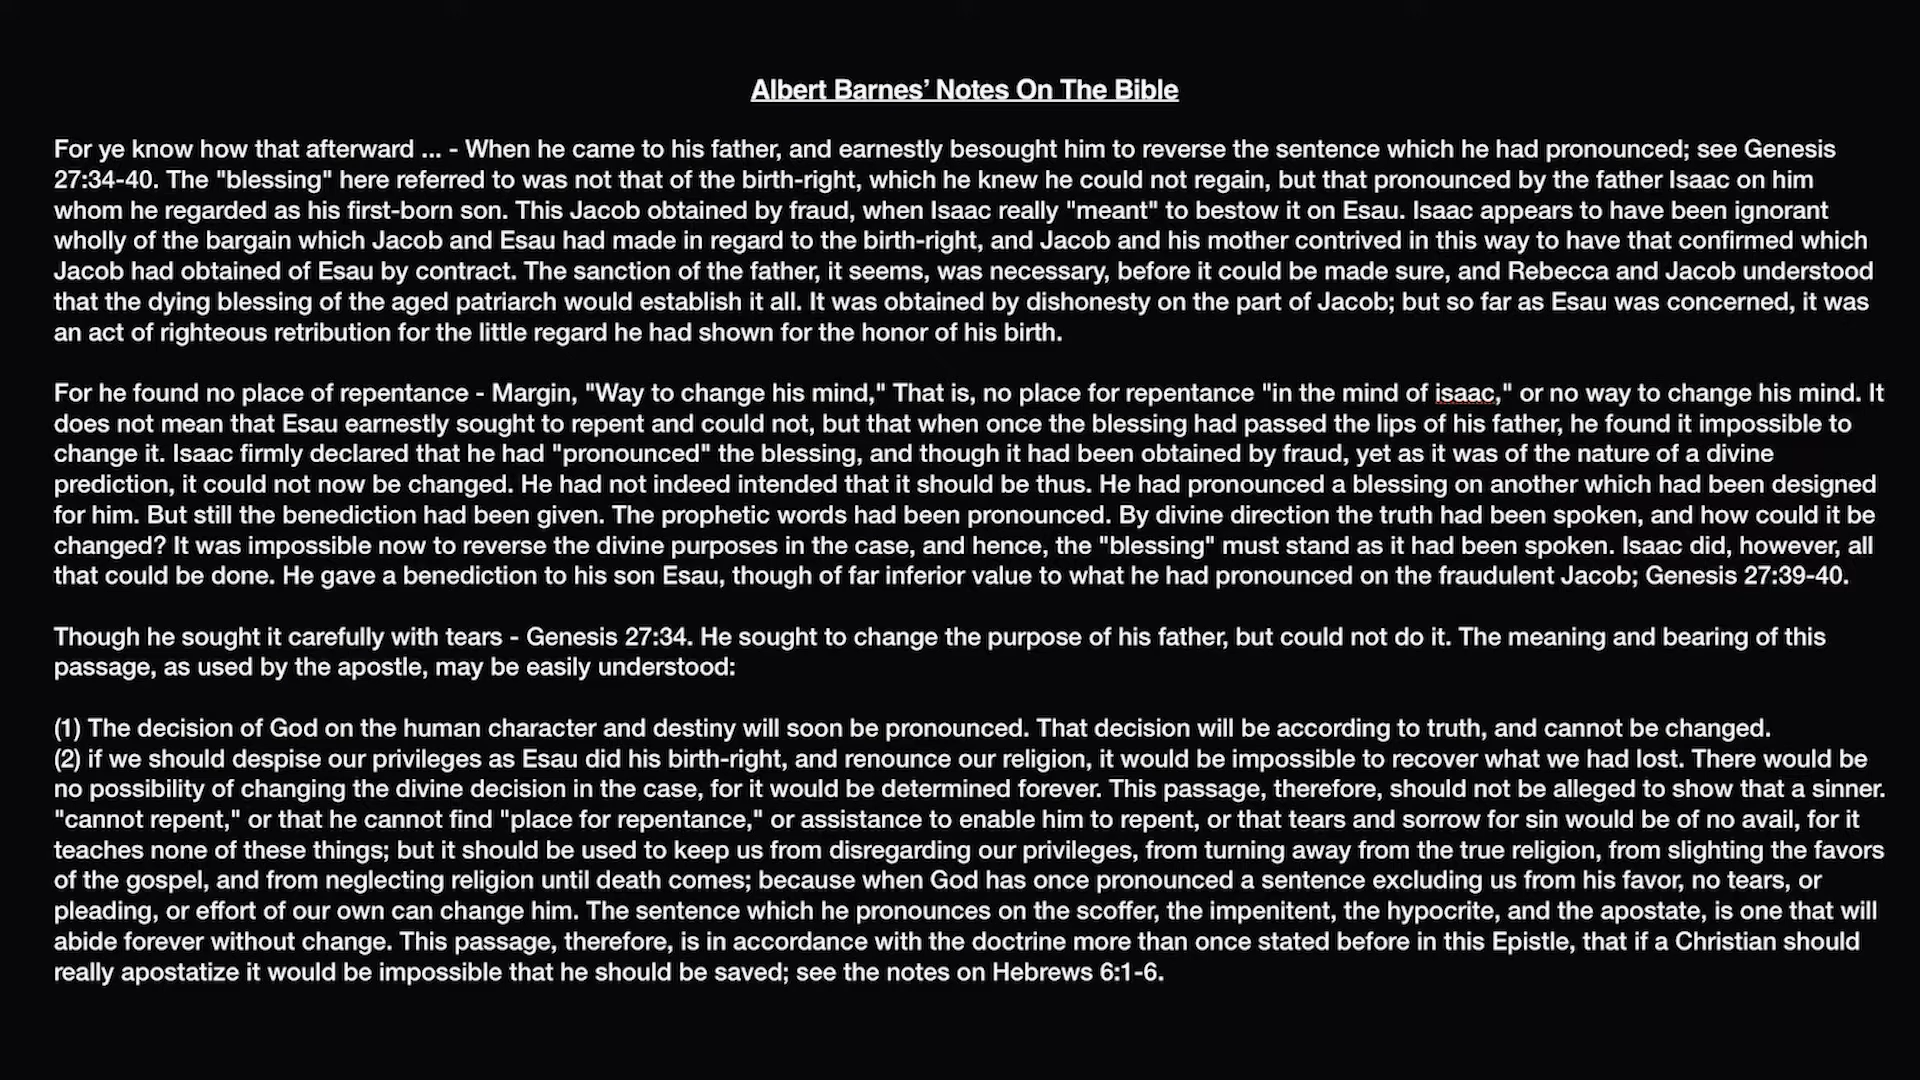 Albert Barnes’ Notes On The Bible
For ye know how that afterward ... - When he came to his father, and earnestly besought him to reverse the sentence which he had pronounced; see Genesis
27:34-40. The "blessing" here referred to was not that of the birth-right, which he knew he could not regain, but that pronounced by the father Isaac on him
whom he regarded as his first-born son. This Jacob obtained by fraud, when Isaac really "meant" to bestow it on Esau. Isaac appears to have been ignorant
wholly of the bargain which Jacob and Esau had made in regard to the birth-right, and Jacob and his mother contrived in this way to have that confirmed which
Jacob had obtained of Esau by contract. The sanction of the father, it seems, was necessary, before it could be made sure, and Rebecca and Jacob understood
that the dying blessing of the aged patriarch would establish it all. It was obtained by dishonesty on the part of Jacob; but so far as Esau was concerned, it was
an act of righteous retribution for the little regard he had shown for the honor of his birth.
For he found no place of repentance - Margin, "Way to change his mind," That is, no place for repentance "in the mind of isaac," or no way to change his mind. It
does not mean that Esau earnestly sought to repent and could not, but that when once the blessing had passed the lips of his father, he found it impossible to
change it. Isaac firmly declared that he had "pronounced" the blessing, and though it had been obtained by fraud, yet as it was of the nature of a divine
prediction, it could not now be changed. He had not indeed intended that it should be thus. He had pronounced a blessing on another which had been designed
for him. But still the benediction had been given. The prophetic words had been pronounced. By divine direction the truth had been spoken, and how could it be
changed? It was impossible now to reverse the divine purposes in the case, and hence, the "blessing" must stand as it had been spoken. Isaac did, however, all
that could be done. He gave a benediction to his son Esau, though of far inferior value to what he had pronounced on the fraudulent Jacob; Genesis 27:39-40.
Though he sought it carefully with tears - Genesis 27:34. He sought to change the purpose of his father, but could not do it. The meaning and bearing of this
passage, as used by the apostle, may be easily understood:
(1) The decision of God on the human character and destiny will soon be pronounced. That decision will be according to truth, and cannot be changed.
(2) if we should despise our privileges as Esau did his birth-right, and renounce our religion, it would be impossible to recover what we had lost. There would be
no possibility of changing the divine decision in the case, for it would be determined forever. This passage, therefore, should not be alleged to show that a sinner.
"cannot repent," or that he cannot find "place for repentance," or assistance to enable him to repent, or that tears and sorrow for sin would be of no avail, for it
teaches none of these things; but it should be used to keep us from disregarding our privileges, from turning away from the true religion, from slighting the favors
of the gospel, and from neglecting religion until death comes; because when God has once pronounced a sentence excluding us from his favor, no tears, or
pleading, or effort of our own can change him. The sentence which he pronounces on the scoffer, the impenitent, the hypocrite, and the apostate, is one that will
abide forever without change. This passage, therefore, is in accordance with the doctrine more than once stated before in this Epistle, that if a Christian should
really apostatize it would be impossible that he should be saved; see the notes on Hebrews 6:1-6.